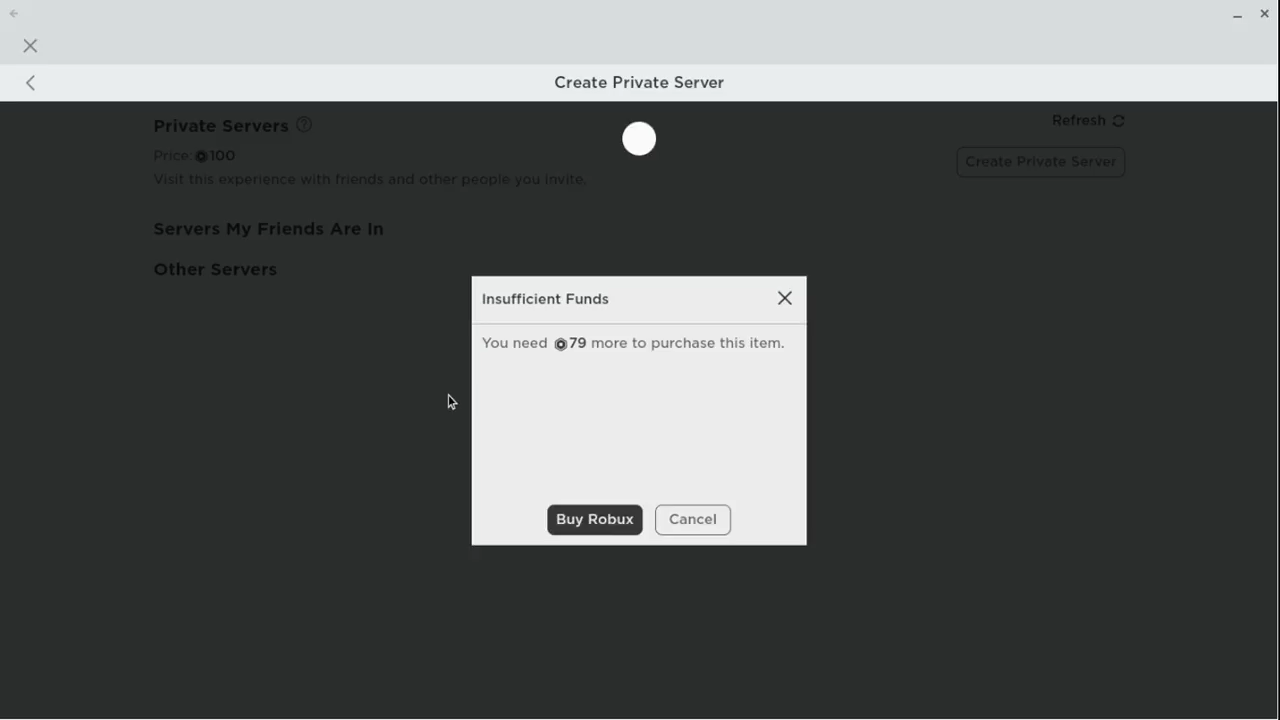 Create Private Server
Private Servers
Refresh
Price: 100
Create Private Server
Visit this experience with friends and other people you invite.
Servers My Friends Are In
Other Servers
Insufficient Funds
You need 79 more to purchase this item.
Buy Robux
Cancel